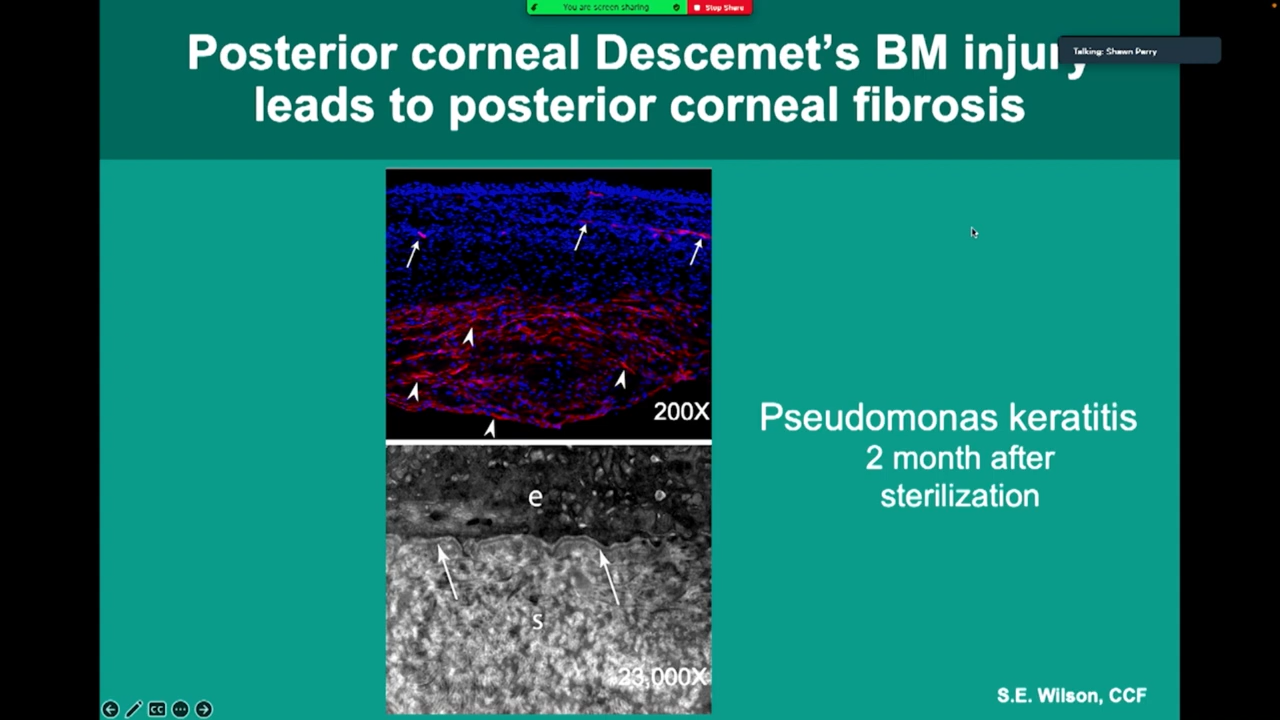 You are screen sharing
Stop Share
Talking: Shawn Perry
Posterior corneal Descemet's BM injury
leads to posterior corneal fibrosis
200X
Pseudomonas keratitis
2 month after
sterilization
e
s
23,000X
S.E. Wilson, CCF
CC